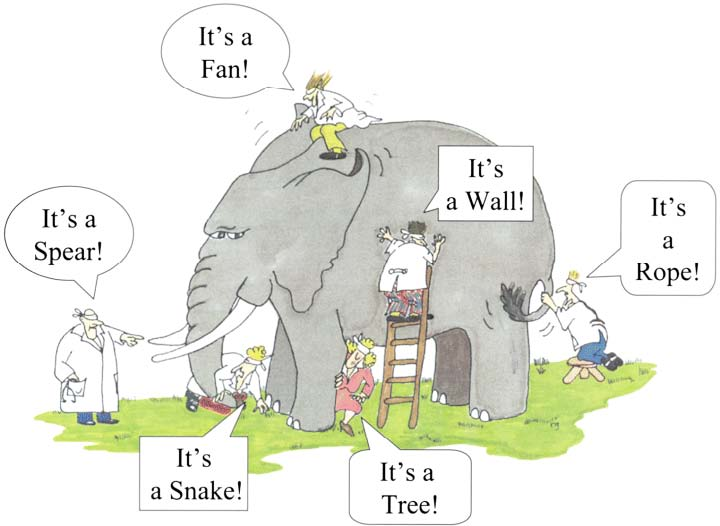 It's a
Fan!
It's
a Wall!
It's
a
Rope!
It's a
Spear!
It's
a Snake!
It's a
Tree!